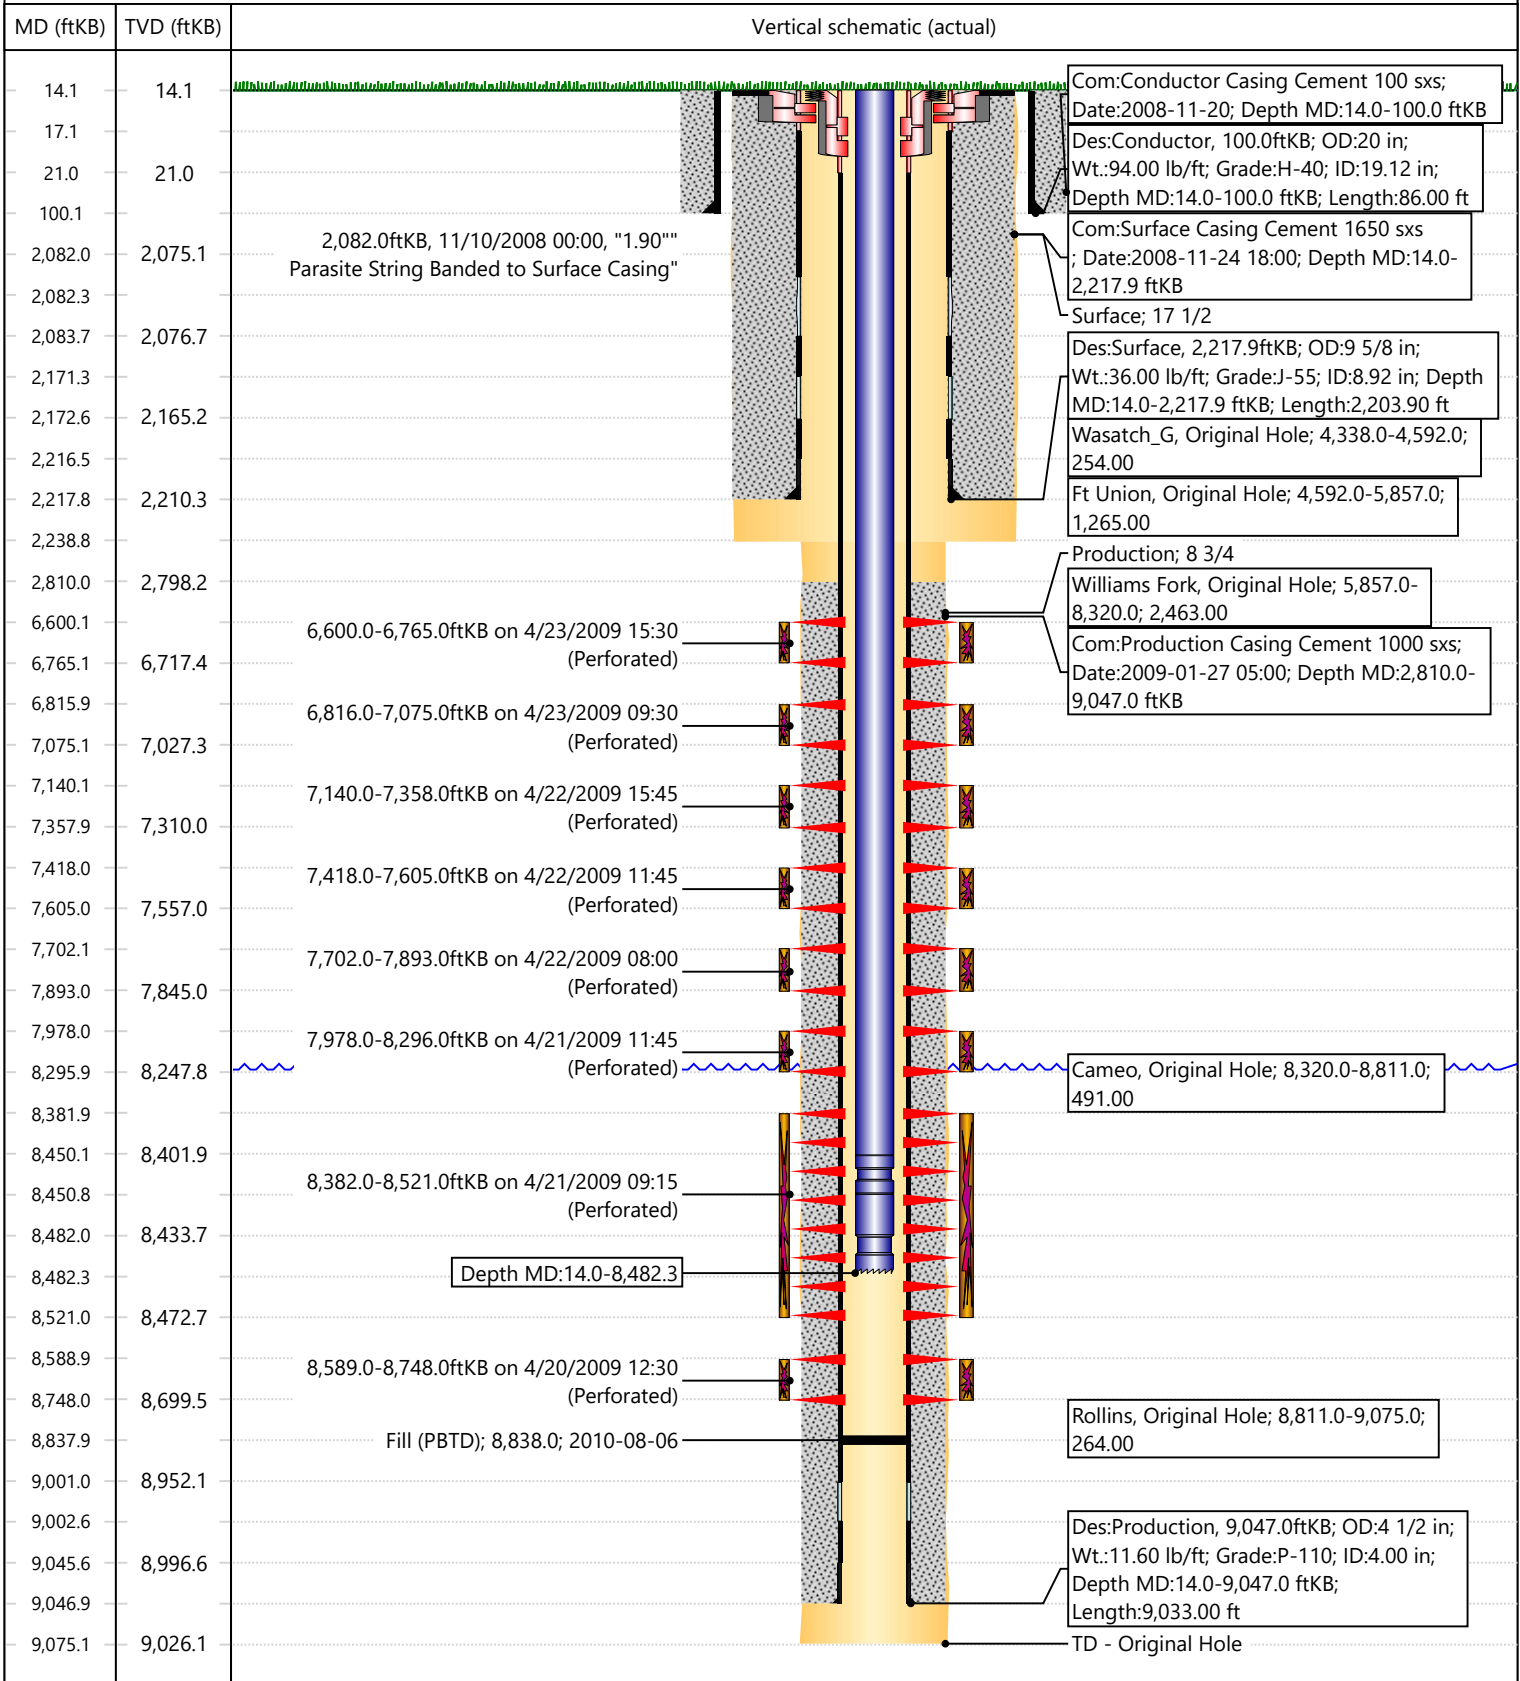 MD (ftKB) TVD (ftKB) Vertical schematic (actual)
14.1 14.1
17.1
21.0 21.0
100.1
2,082.0 2,075.1
2,082.3
2,083.7 2,076.7
2,171.3
2,172.6 2,165.2
2,216.5
2,217.8 2,210.3
2,238.8
2,810.0 2,798.2
6,600.1
6,765.1 6,717.4
6,815.9
7,075.1 7,027.3
7,140.1
7,357.9 7,310.0
7,418.0
7,605.0 7,557.0
7,702.1
7,893.0 7,845.0
7,978.0
8,295.9 8,247.8
8,381.9
8,450.1 8,401.9
8,450.8
8,482.0 8,433.7
8,482.3
8,521.0 8,472.7
8,588.9
8,748.0 8,699.5
8,837.9
9,001.0 8,952.1
9,002.6
9,045.6 8,996.6
9,046.9
9,075.1 9,026.1
2,082.0ftKB, 11/10/2008 00:00, "1.90""
Parasite String Banded to Surface Casing"
6,600.0-6,765.0ftKB on 4/23/2009 15:30
(Perforated)
6,816.0-7,075.0ftKB on 4/23/2009 09:30
(Perforated)
7,140.0-7,358.0ftKB on 4/22/2009 15:45
(Perforated)
7,418.0-7,605.0ftKB on 4/22/2009 11:45
(Perforated)
7,702.0-7,893.0ftKB on 4/22/2009 08:00
(Perforated)
7,978.0-8,296.0ftKB on 4/21/2009 11:45
(Perforated)
8,382.0-8,521.0ftKB on 4/21/2009 09:15
(Perforated)
Depth MD:14.0-8,482.3
8,589.0-8,748.0ftKB on 4/20/2009 12:30
(Perforated)
Fill (PBTD); 8,838.0; 2010-08-06
Com:Conductor Casing Cement 100 sxs;
Date:2008-11-20; Depth MD:14.0-100.0 ftKB
Des:Conductor, 100.0ftKB; OD:20 in;
Wt.:94.00 lb/ft; Grade:H-40; ID:19.12 in;
Depth MD:14.0-100.0 ftKB; Length:86.00 ft
Com:Surface Casing Cement 1650 sxs
; Date:2008-11-24 18:00; Depth MD:14.0-
2,217.9 ftKB
Surface; 17 1/2
Des:Surface, 2,217.9ftKB; OD:9 5/8 in;
Wt.:36.00 lb/ft; Grade:J-55; ID:8.92 in; Depth
MD:14.0-2,217.9 ftKB; Length:2,203.90 ft
Wasatch_G, Original Hole; 4,338.0-4,592.0;
254.00
Ft Union, Original Hole; 4,592.0-5,857.0;
1,265.00
Production; 8 3/4
Williams Fork, Original Hole; 5,857.0-
8,320.0; 2,463.00
Com:Production Casing Cement 1000 sxs;
Date:2009-01-27 05:00; Depth MD:2,810.0-
9,047.0 ftKB
Cameo, Original Hole; 8,320.0-8,811.0;
491.00
Rollins, Original Hole; 8,811.0-9,075.0;
264.00
Des:Production, 9,047.0ftKB; OD:4 1/2 in;
Wt.:11.60 lb/ft; Grade:P-110; ID:4.00 in;
Depth MD:14.0-9,047.0 ftKB;
Length:9,033.00 ft
TD - Original Hole